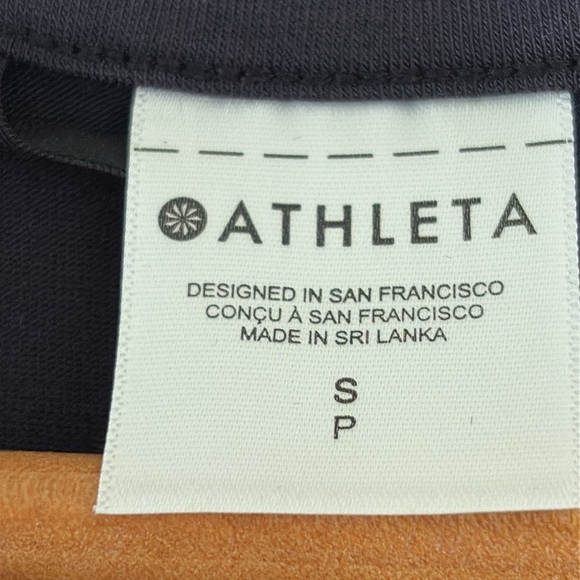 ATHLETA
DESIGNED IN SAN FRANCISCO
CONÇU À SAN FRANCISCO
MADE IN SRI LANKA
S
P